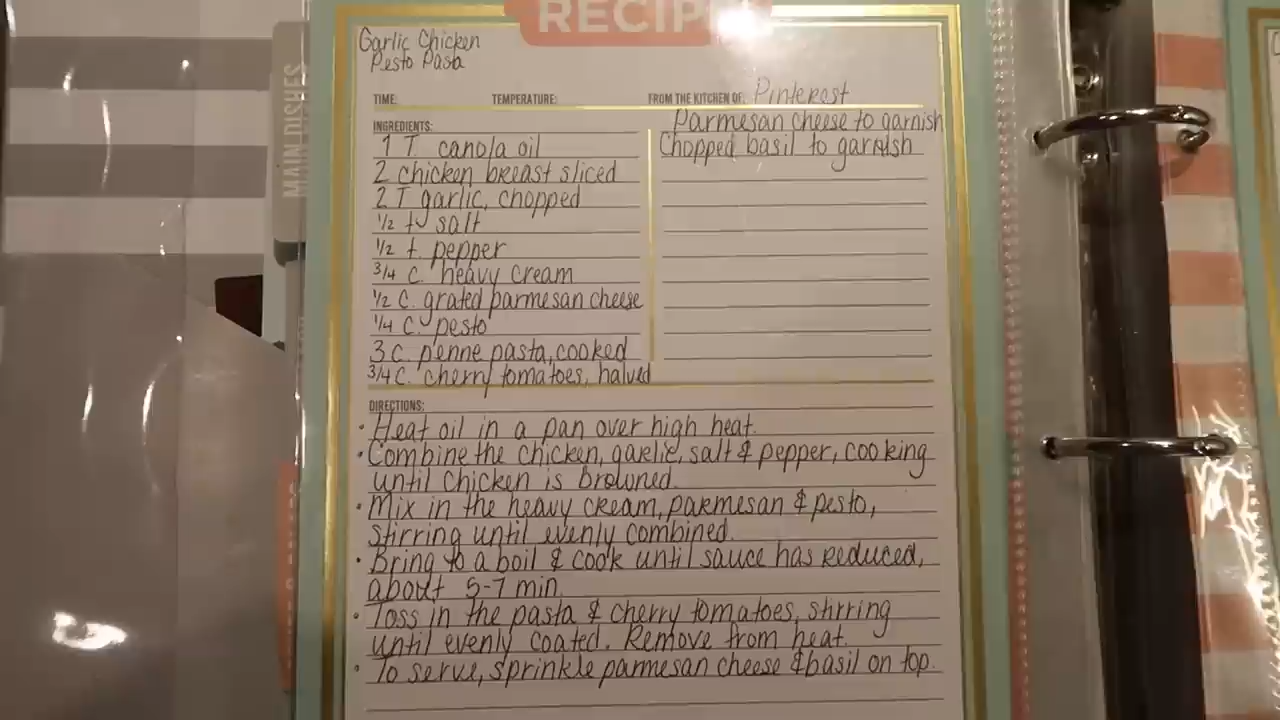 RECIP
Garlic Chicken
Pesto Pasta
TIME:
TEMPERATURE:
FROM THE KITCHEN OF: Pinterest
MAIN DISHES
INGREDIENTS:
1 T. canola oil
2 chicken breast sliced
2 T garlic, chopped
1/2 t. salt
1/2 t. pepper
3/4 c. heavy cream
1/2 C. grated parmesan cheese
1/4 C. pesto
3 C. penne pasta, cooked
3/4 C. cherry tomatoes, halved
Parmesan cheese to garnish
Chopped basil to garnish
DIRECTIONS:
• Heat oil in a pan over high heat.
• Combine the chicken, garlic, salt & pepper, cooking
until chicken is browned.
• Mix in the heavy cream, parmesan & pesto,
stirring until evenly combined.
• Bring to a boil & cook until sauce has reduced,
about 5-7 min.
• Toss in the pasta & cherry tomatoes, stirring
until evenly coated. Remove from heat.
• To serve, sprinkle parmesan cheese & basil on top.